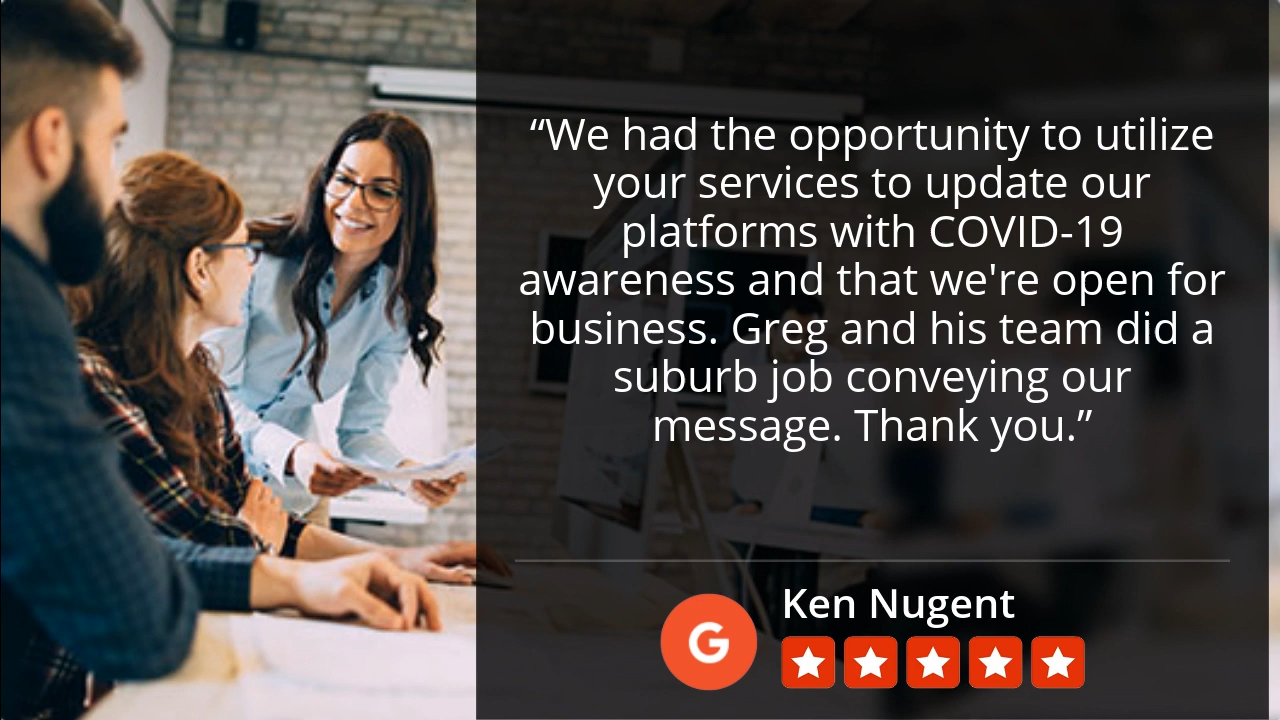 “We had the opportunity to utilize
your services to update our
platforms with COVID-19
awareness and that we're open for
business. Greg and his team did a
suburb job conveying our
message. Thank you.”
Ken Nugent
G